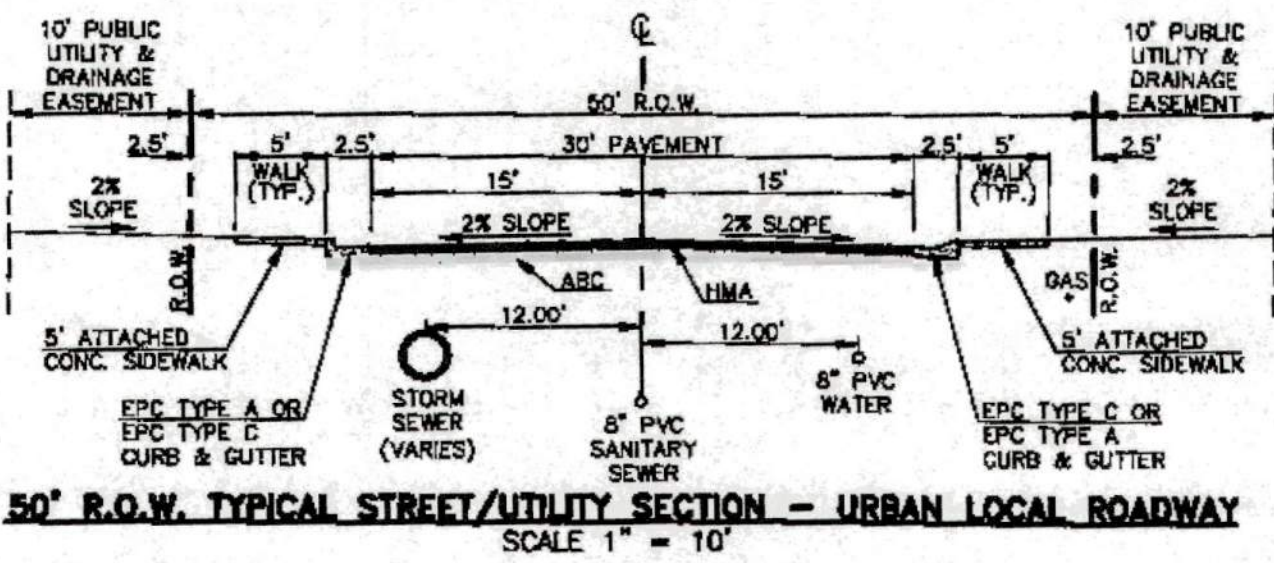 10' PUBLIC
UTILITY &
DRAINAGE
EASEMENT
℄
10' PUBLIC
UTILITY &
DRAINAGE
EASEMENT
50' R.O.W.
2.5'
5'
2.5'
30' PAVEMENT
2.5'
5'
2.5'
WALK
(TYP.)
15'
15'
WALK
(TYP.)
2%
SLOPE
2% SLOPE
2% SLOPE
2%
SLOPE
R.O.W.
ABC
HMA
GAS
R.O.W.
12.00'
12.00'
5' ATTACHED
CONC. SIDEWALK
5' ATTACHED
CONC. SIDEWALK
STORM
SEWER
(VARIES)
8" PVC
WATER
8" PVC
SANITARY
SEWER
EPC TYPE A OR
EPC TYPE C
CURB & GUTTER
EPC TYPE C OR
EPC TYPE A
CURB & GUTTER
50' R.O.W. TYPICAL STREET/UTILITY SECTION - URBAN LOCAL ROADWAY
SCALE 1" = 10'